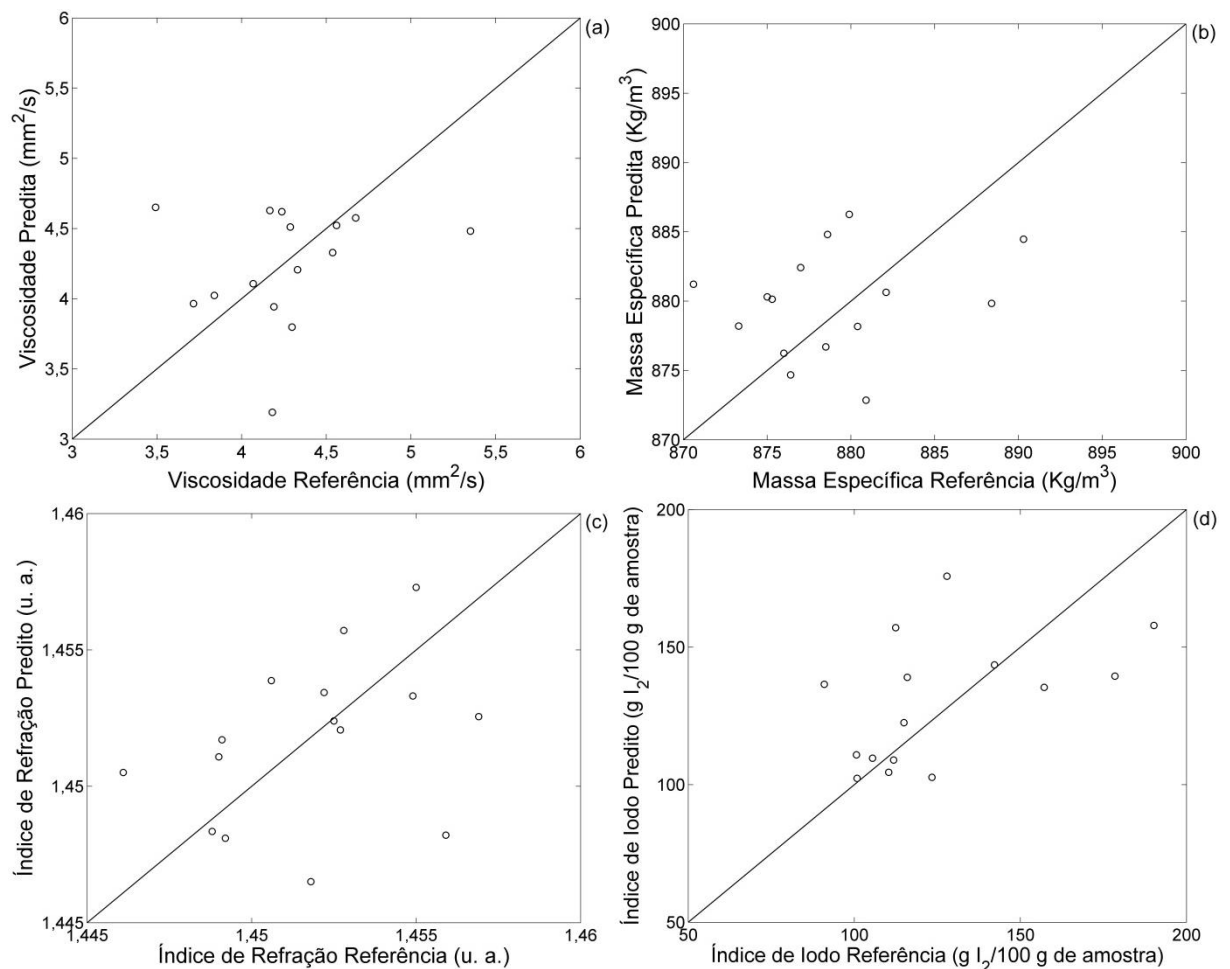 (a)
6
5,5
5
4,5
4
3,5
3
Viscosidade Predita (mm²/s)
3 3,5 4 4,5 5 5,5 6
Viscosidade Referência (mm²/s)
(b)
900
895
890
885
880
875
870
Massa Específica Predita (Kg/m³)
870 875 880 885 890 895 900
Massa Específica Referência (Kg/m³)
(c)
1,46
1,455
1,45
1,445
Índice de Refração Predito (u. a.)
1,445 1,45 1,455 1,46
Índice de Refração Referência (u. a.)
(d)
200
150
100
50
Índice de Iodo Predito (g I₂/100 g de amostra)
50 100 150 200
Índice de Iodo Referência (g I₂/100 g de amostra)